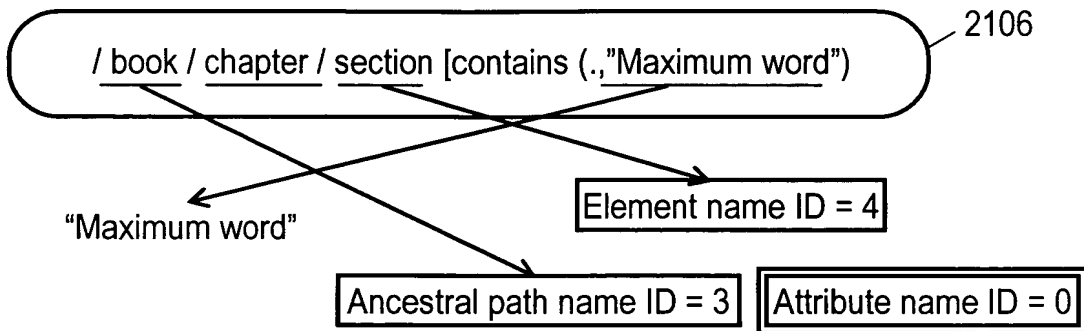 2106
/ book / chapter / section [contains (.,”Maximum word”)
Element name ID = 4
“Maximum word”
Ancestral path name ID = 3 Attribute name ID = 0